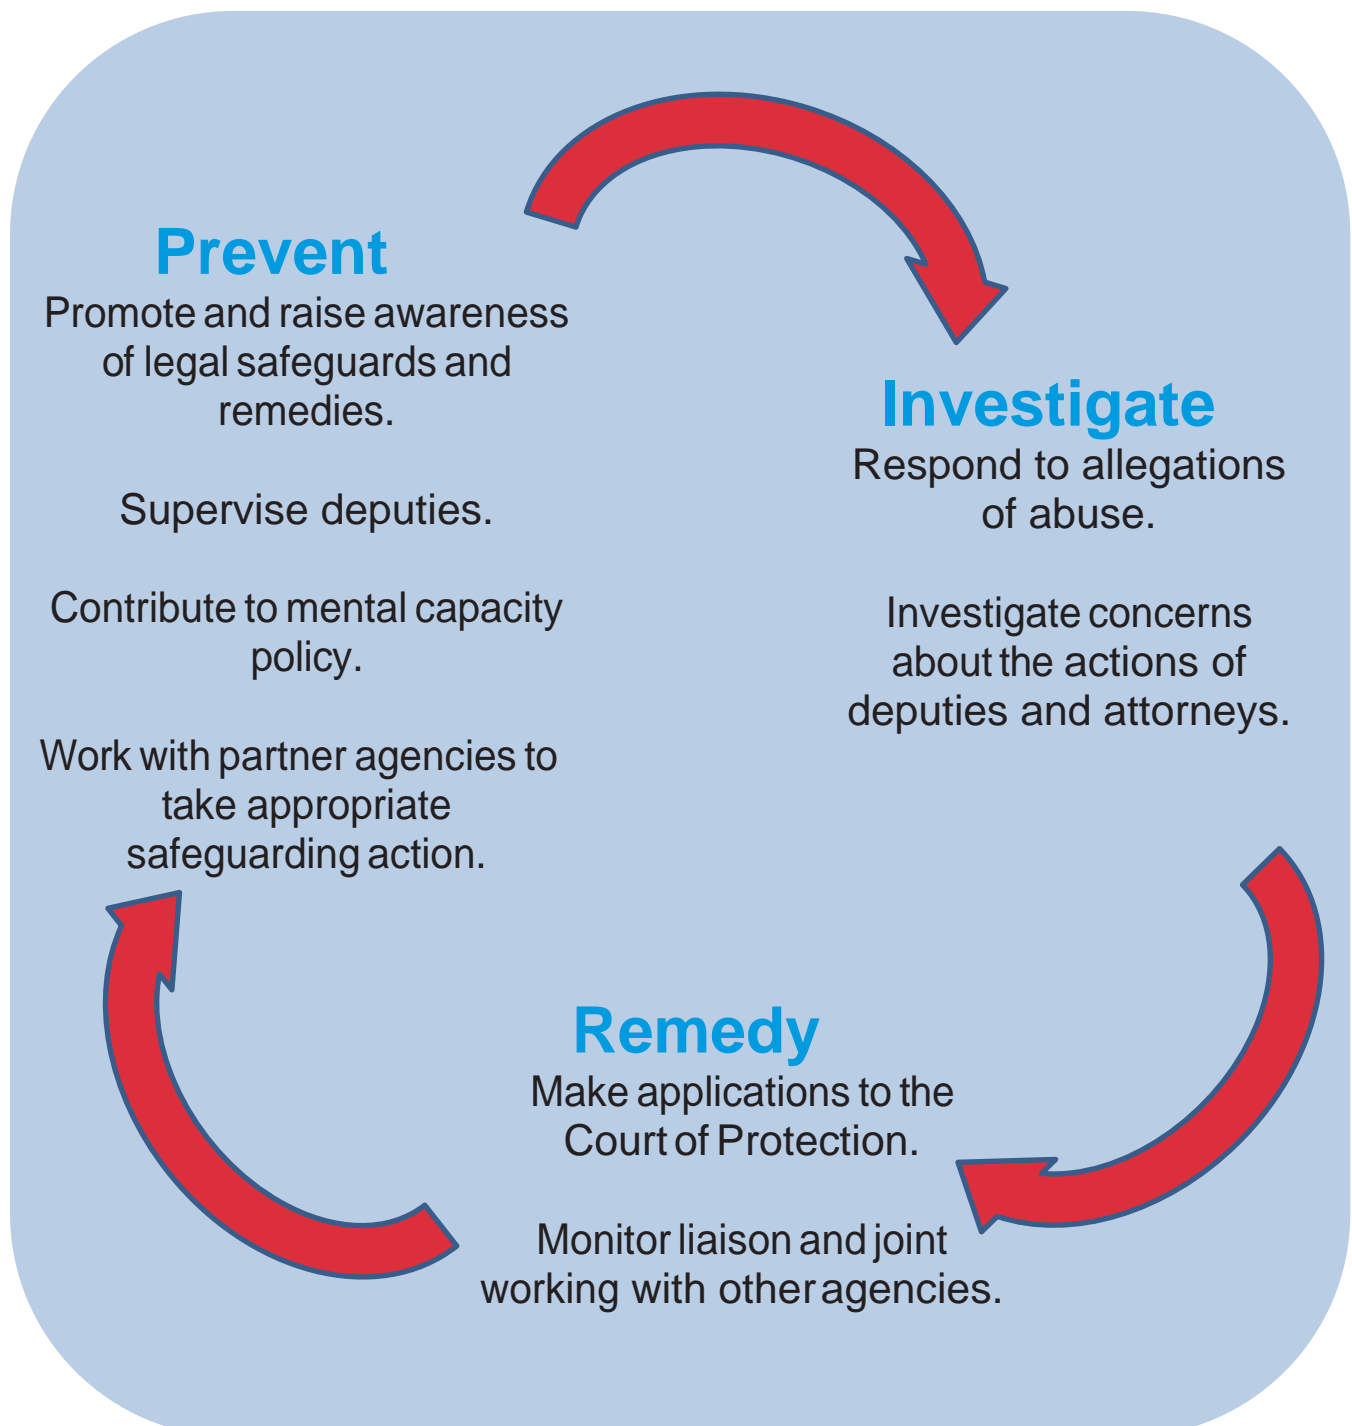 Prevent
Promote and raise awareness
of legal safeguards and
remedies.
Supervise deputies.
Contribute to mental capacity
policy.
Work with partner agencies to
take appropriate
safeguarding action.
Investigate
Respond to allegations
of abuse.
Investigate concerns
about the actions of
deputies and attorneys.
Remedy
Make applications to the
Court of Protection.
Monitor liaison and joint
working with other agencies.